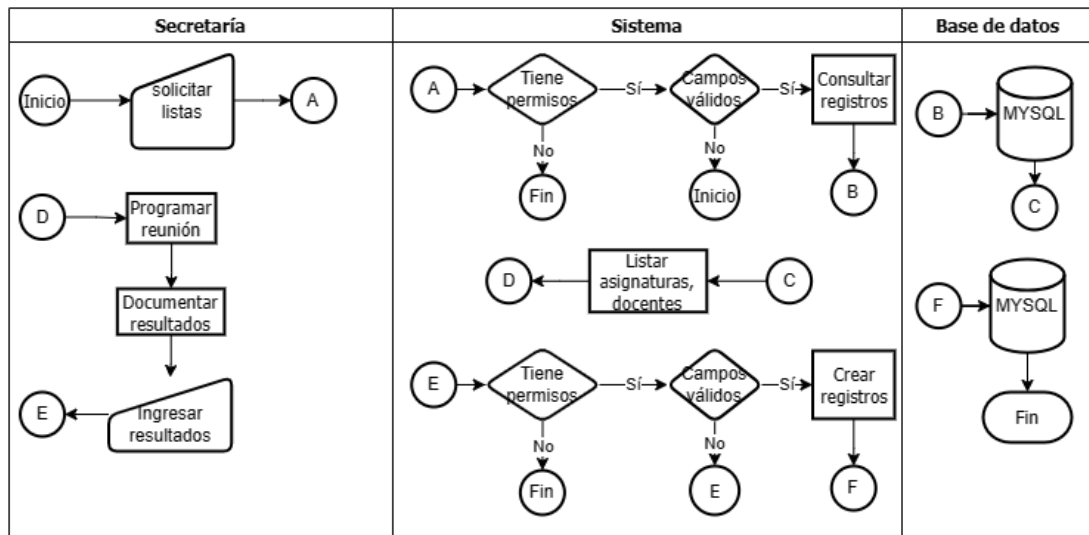 Secretaría
Sistema
Base de datos
Inicio
solicitar
listas
A
A
Tiene
permisos
Sí
Campos
válidos
Sí
Consultar
registros
No
Fin
No
Inicio
B
B
MYSQL
C
D
Programar
reunión
Documentar
resultados
Ingresar
resultados
E
D
Listar
asignaturas,
docentes
C
E
Tiene
permisos
Sí
Campos
válidos
Sí
Crear
registros
No
Fin
No
E
F
F
MYSQL
Fin